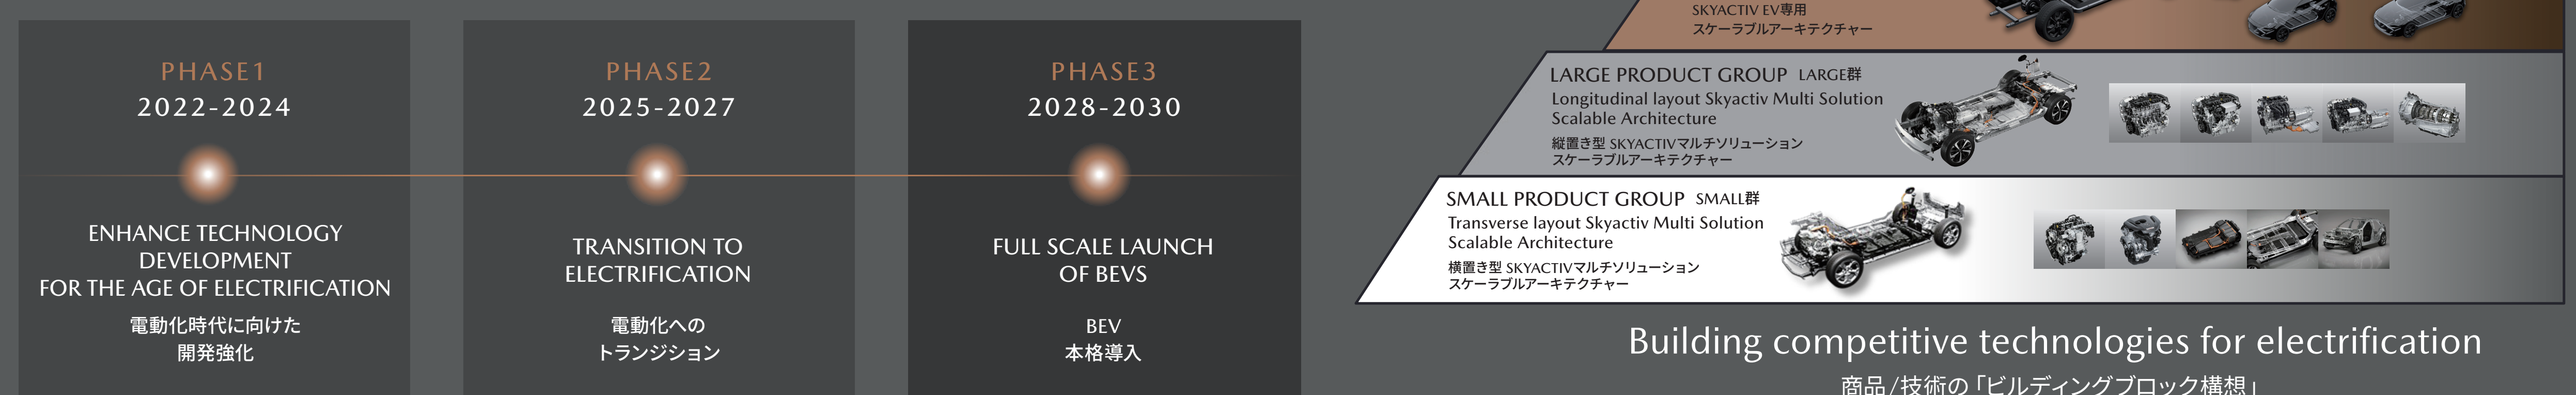 PHASE1
2022-2024
ENHANCE TECHNOLOGY
DEVELOPMENT
FOR THE AGE OF ELECTRIFICATION
電動化時代に向けた
開発強化
PHASE2
2025-2027
TRANSITION TO
ELECTRIFICATION
電動化への
トランジション
PHASE3
2028-2030
FULL SCALE LAUNCH
OF BEVS
BEV
本格導入
SKYACTIV EV専用
スケーラブルアーキテクチャー
LARGE PRODUCT GROUP LARGE群
Longitudinal layout Skyactiv Multi Solution
Scalable Architecture
縦置き型 SKYACTIVマルチソリューション
スケーラブルアーキテクチャー
SMALL PRODUCT GROUP SMALL群
Transverse layout Skyactiv Multi Solution
Scalable Architecture
横置き型 SKYACTIVマルチソリューション
スケーラブルアーキテクチャー
Building competitive technologies for electrification
商品/技術の「ビルディングブロック構想」